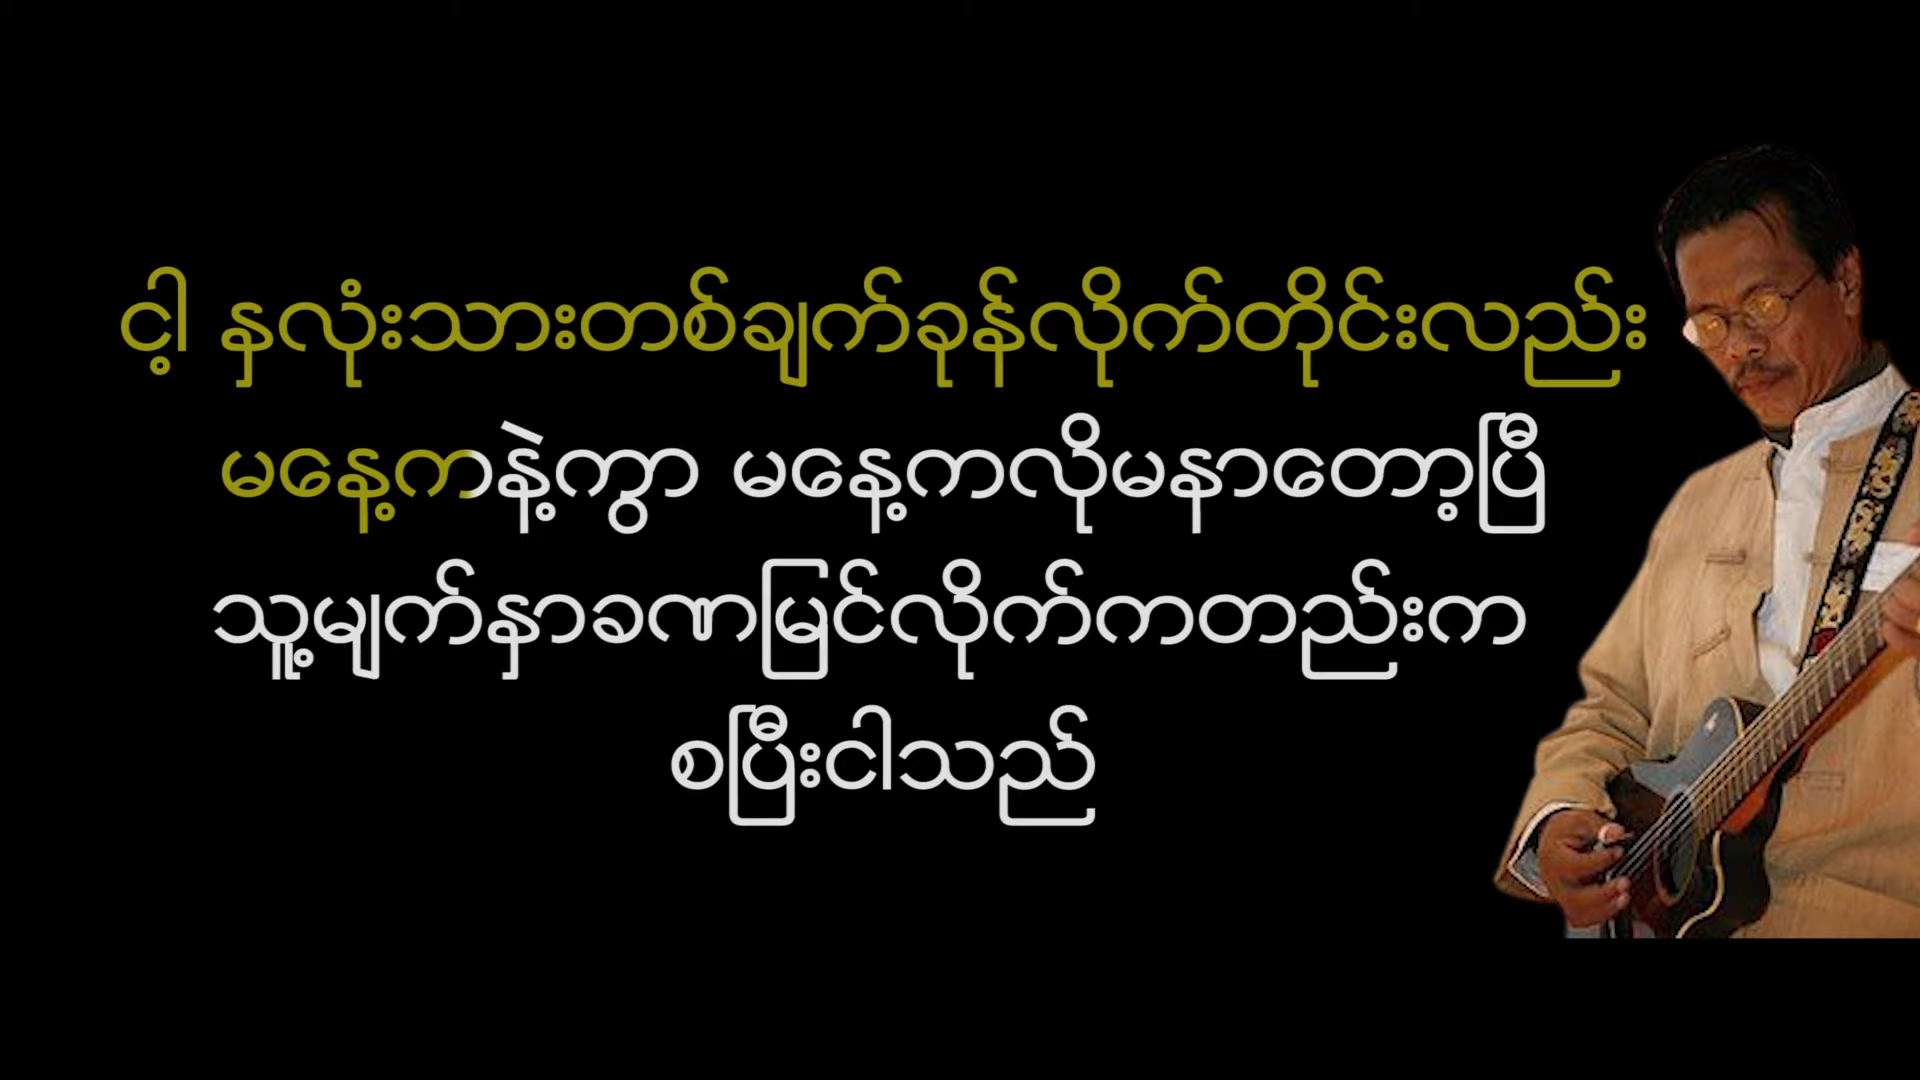 ငါ့ နှလုံးသားတစ်ချက်ခုန်လိုက်တိုင်းလည်း
မနေ့ကနဲ့ကွာ မနေ့ကလိုမနာတော့ပြီ
သူ့မျက်နှာခဏမြင်လိုက်ကတည်းက
စပြီးငါသည်